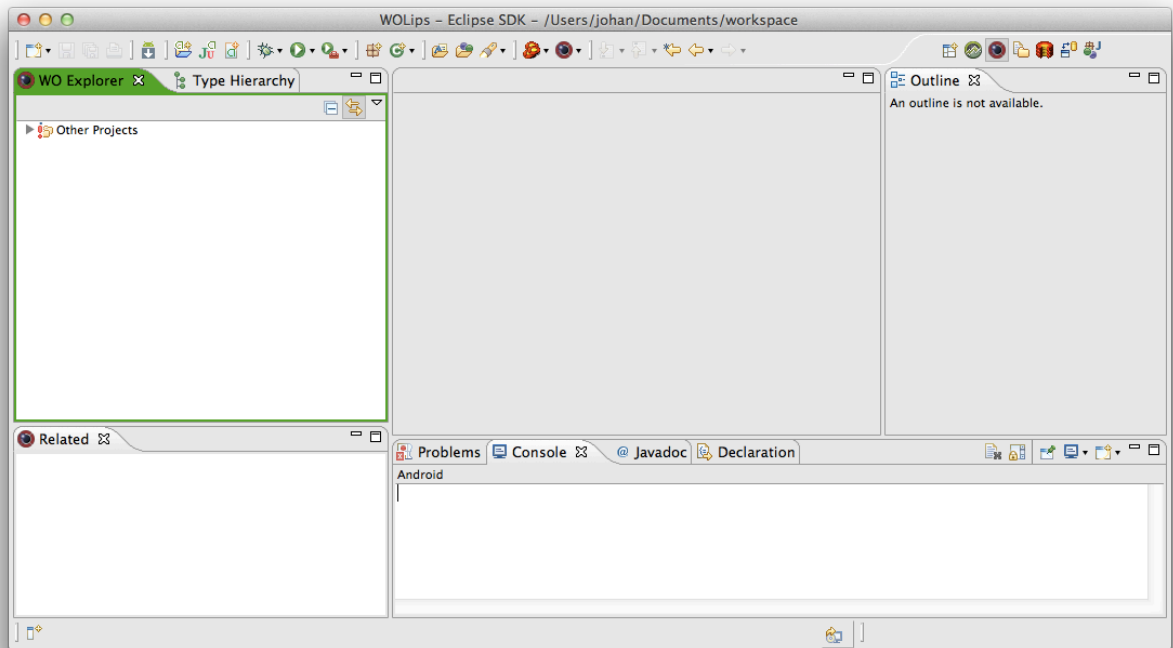 WOLips - Eclipse SDK - /Users/johan/Documents/workspace
WO Explorer
Type Hierarchy
Other Projects
Outline
An outline is not available.
Related
Problems
Console
@ Javadoc
Declaration
Android